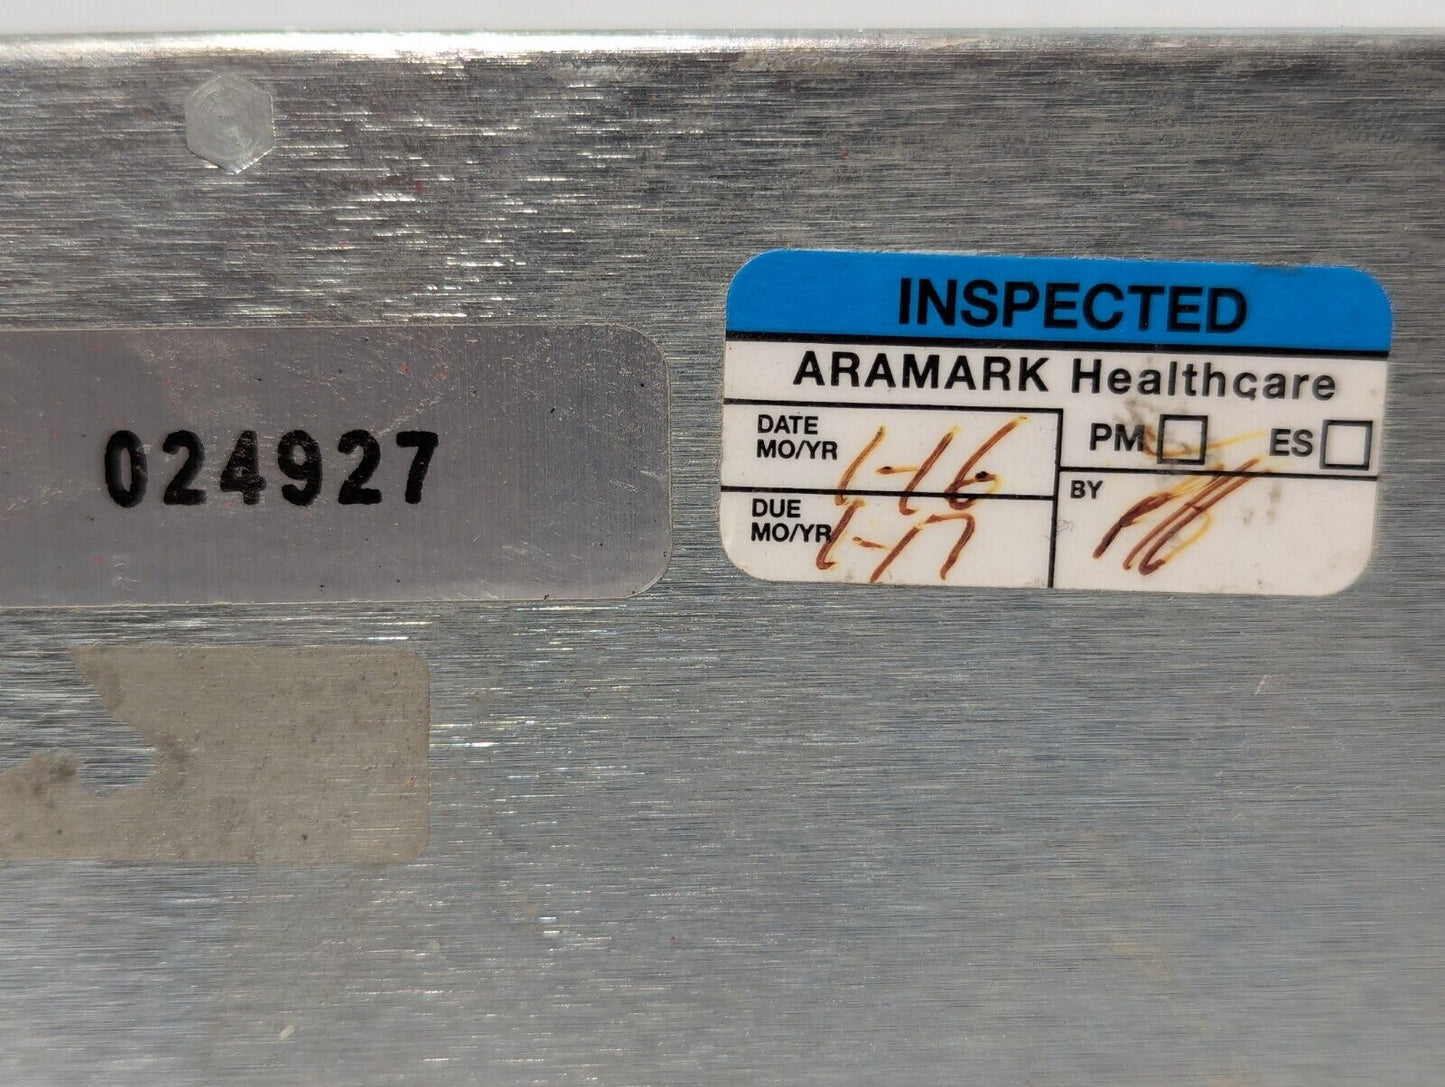 024927
INSPECTED
ARAMARK Healthcare
DATE
MO/YR 1-16
PM ES
DUE
MO/YR 1-17
BY